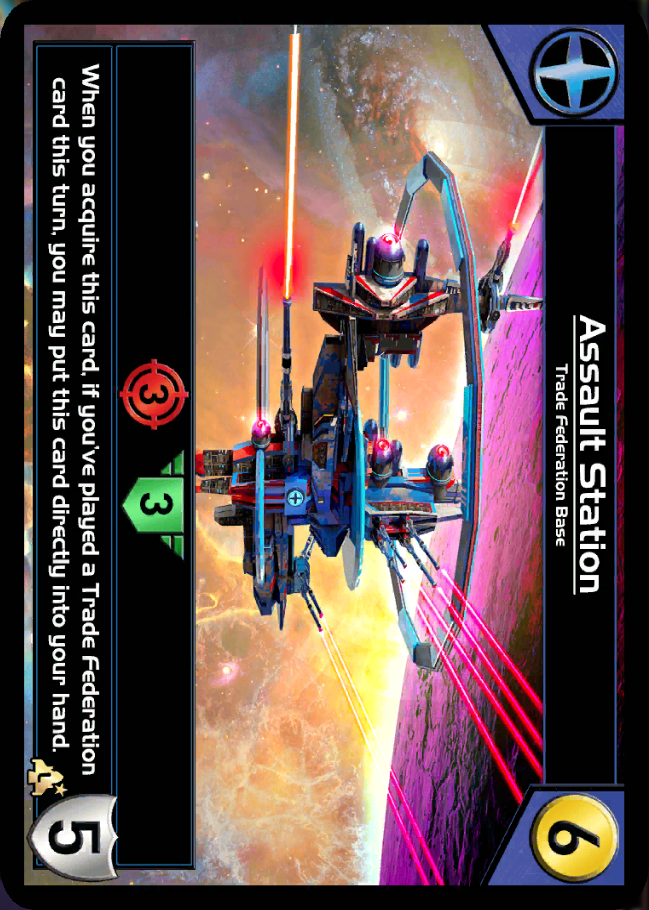 Assault Station
Trade Federation Base
6
3
3
When you acquire this card, if you've played a Trade Federation
card this turn, you may put this card directly into your hand.
5